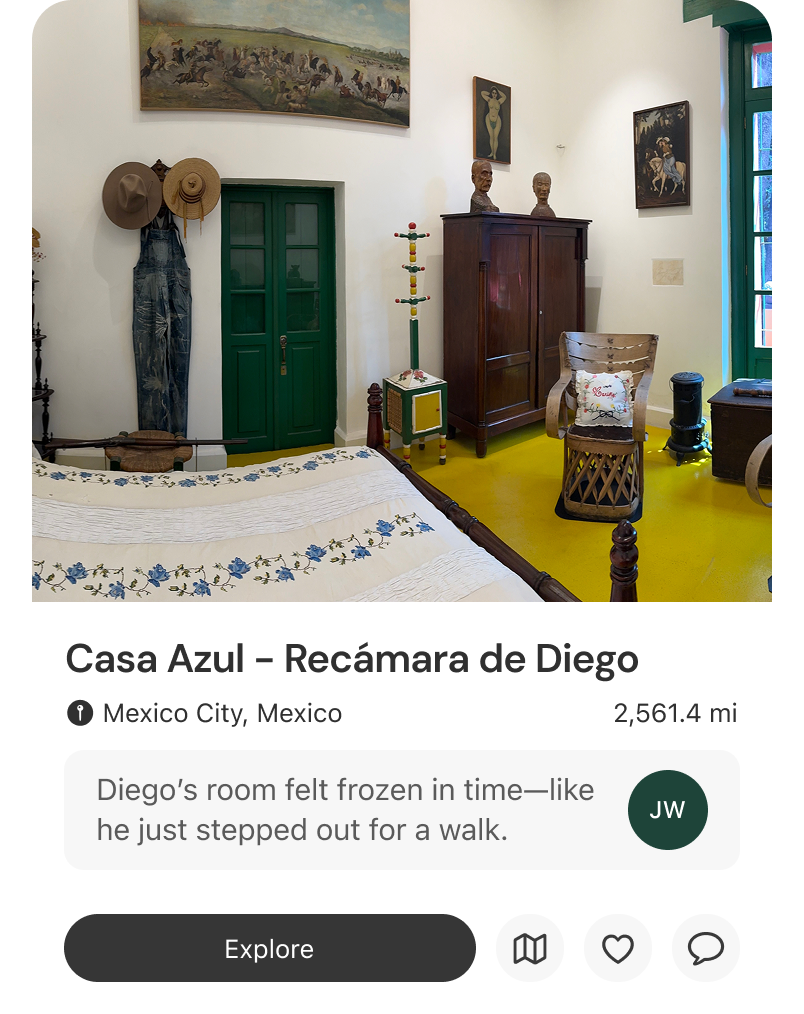 Casa Azul – Recámara de Diego
Mexico City, Mexico
2,561.4 mi
Diego’s room felt frozen in time—like
he just stepped out for a walk.
JW
Explore